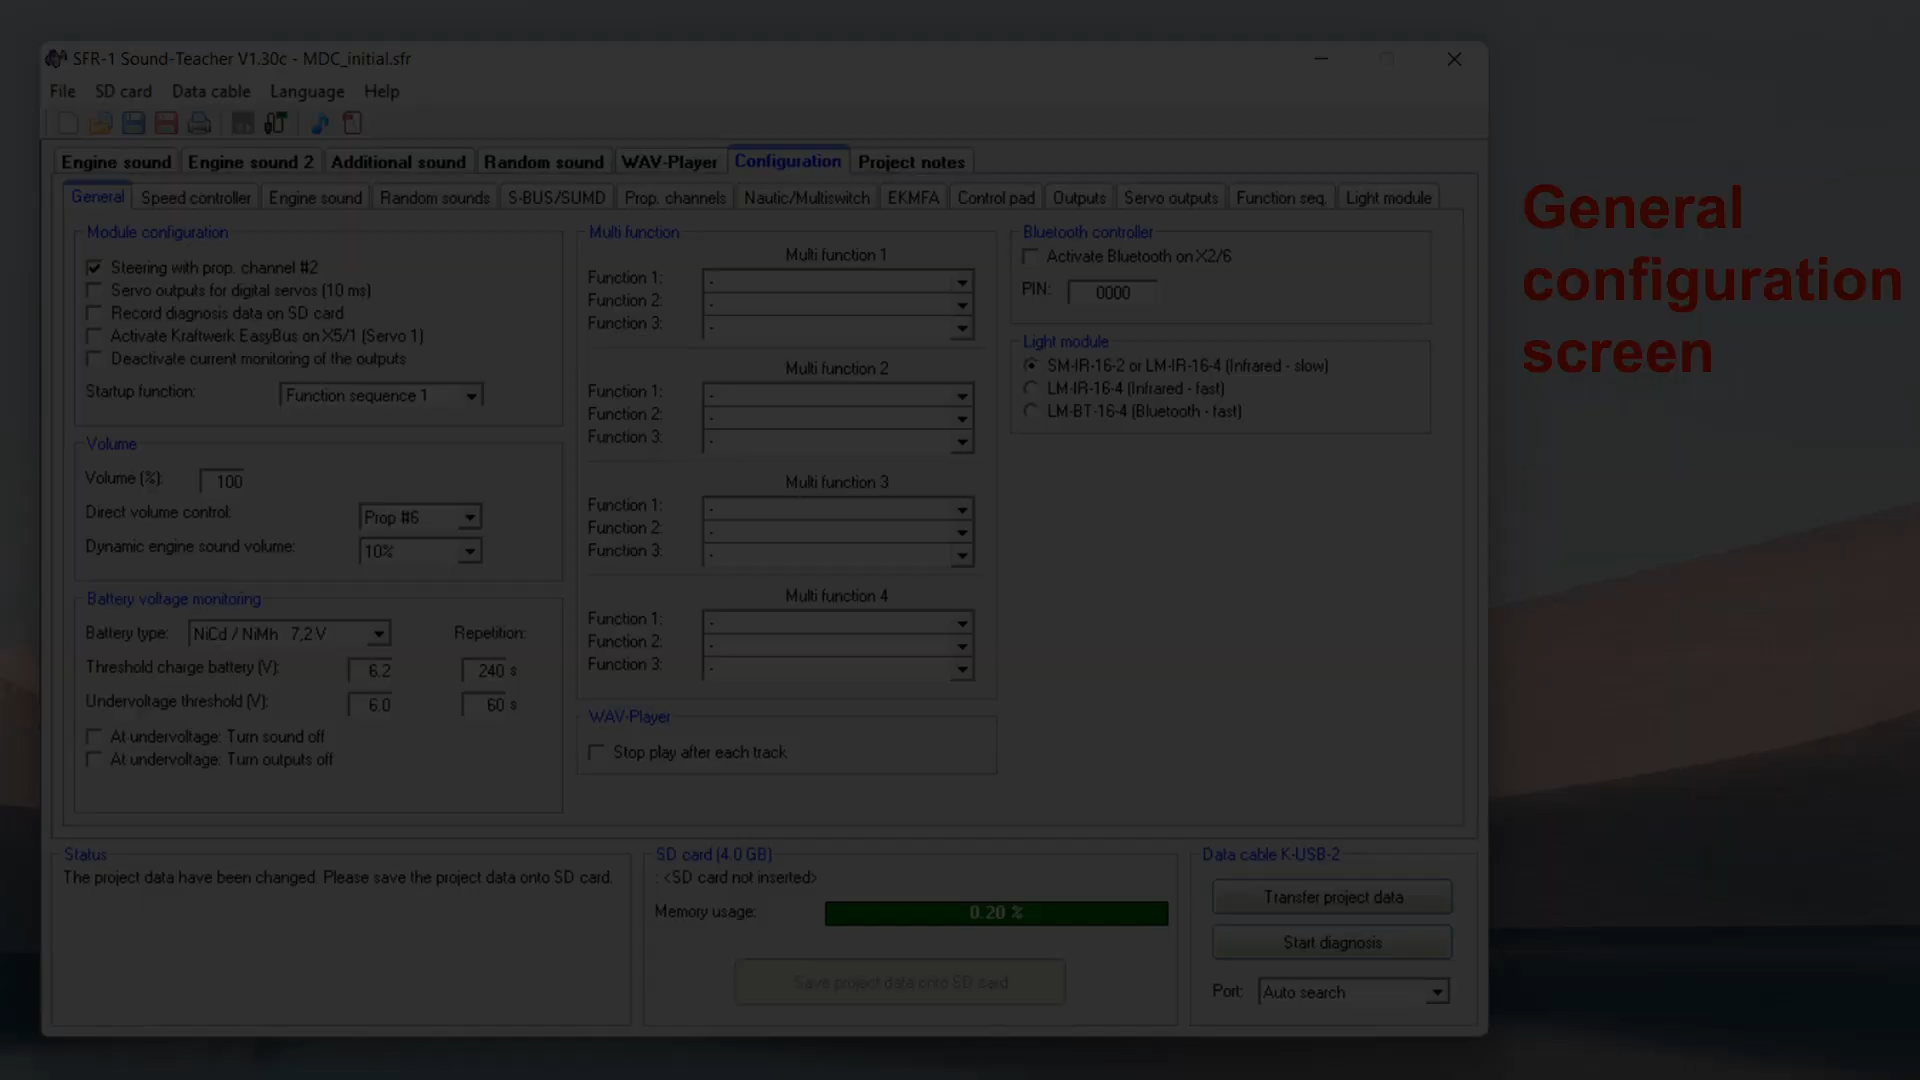 SFR-1 Sound-Teacher V1.30c - MDC_initial.sfr
File SD card Data cable Language Help
Engine sound Engine sound 2 Additional sound Random sound WAV-Player Configuration Project notes
General Speed controller Engine sound Random sounds S-BUS/SUMD Prop. channels Nautic/Multiswitch EKMFA Control pad Outputs Servo outputs Function seq. Light module
Module configuration
Steering with prop. channel #2
Servo outputs for digital servos (10 ms)
Record diagnosis data on SD card
Activate Kraftwerk EasyBus on X5/1 (Servo 1)
Deactivate current monitoring of the outputs
Startup function: Function sequence 1
Volume
Volume (%): 100
Direct volume control: Prop #6
Dynamic engine sound volume: 10%
Battery voltage monitoring
Battery type: NiCd / NiMh 7,2 V Repetition:
Threshold charge battery (V): 6.2 240 s
Undervoltage threshold (V): 6.0 60 s
At undervoltage: Turn sound off
At undervoltage: Turn outputs off
Multi function
Multi function 1
Function 1: -
Function 2: -
Function 3: -
Multi function 2
Function 1: -
Function 2: -
Function 3: -
Multi function 3
Function 1: -
Function 2: -
Function 3: -
Multi function 4
Function 1: -
Function 2: -
Function 3: -
WAV-Player
Stop play after each track
Bluetooth controller
Activate Bluetooth on X2/6
PIN: 0000
Light module
SM-IR-16-2 or LM-IR-16-4 (Infrared - slow)
LM-IR-16-4 (Infrared - fast)
LM-BT-16-4 (Bluetooth - fast)
General
configuration
screen
Status
The project data have been changed. Please save the project data onto SD card.
SD card (4.0 GB)
: <SD card not inserted>
Memory usage: 0.20 %
Save project data onto SD card
Data cable K-USB-2
Transfer project data
Start diagnosis
Port: Auto search